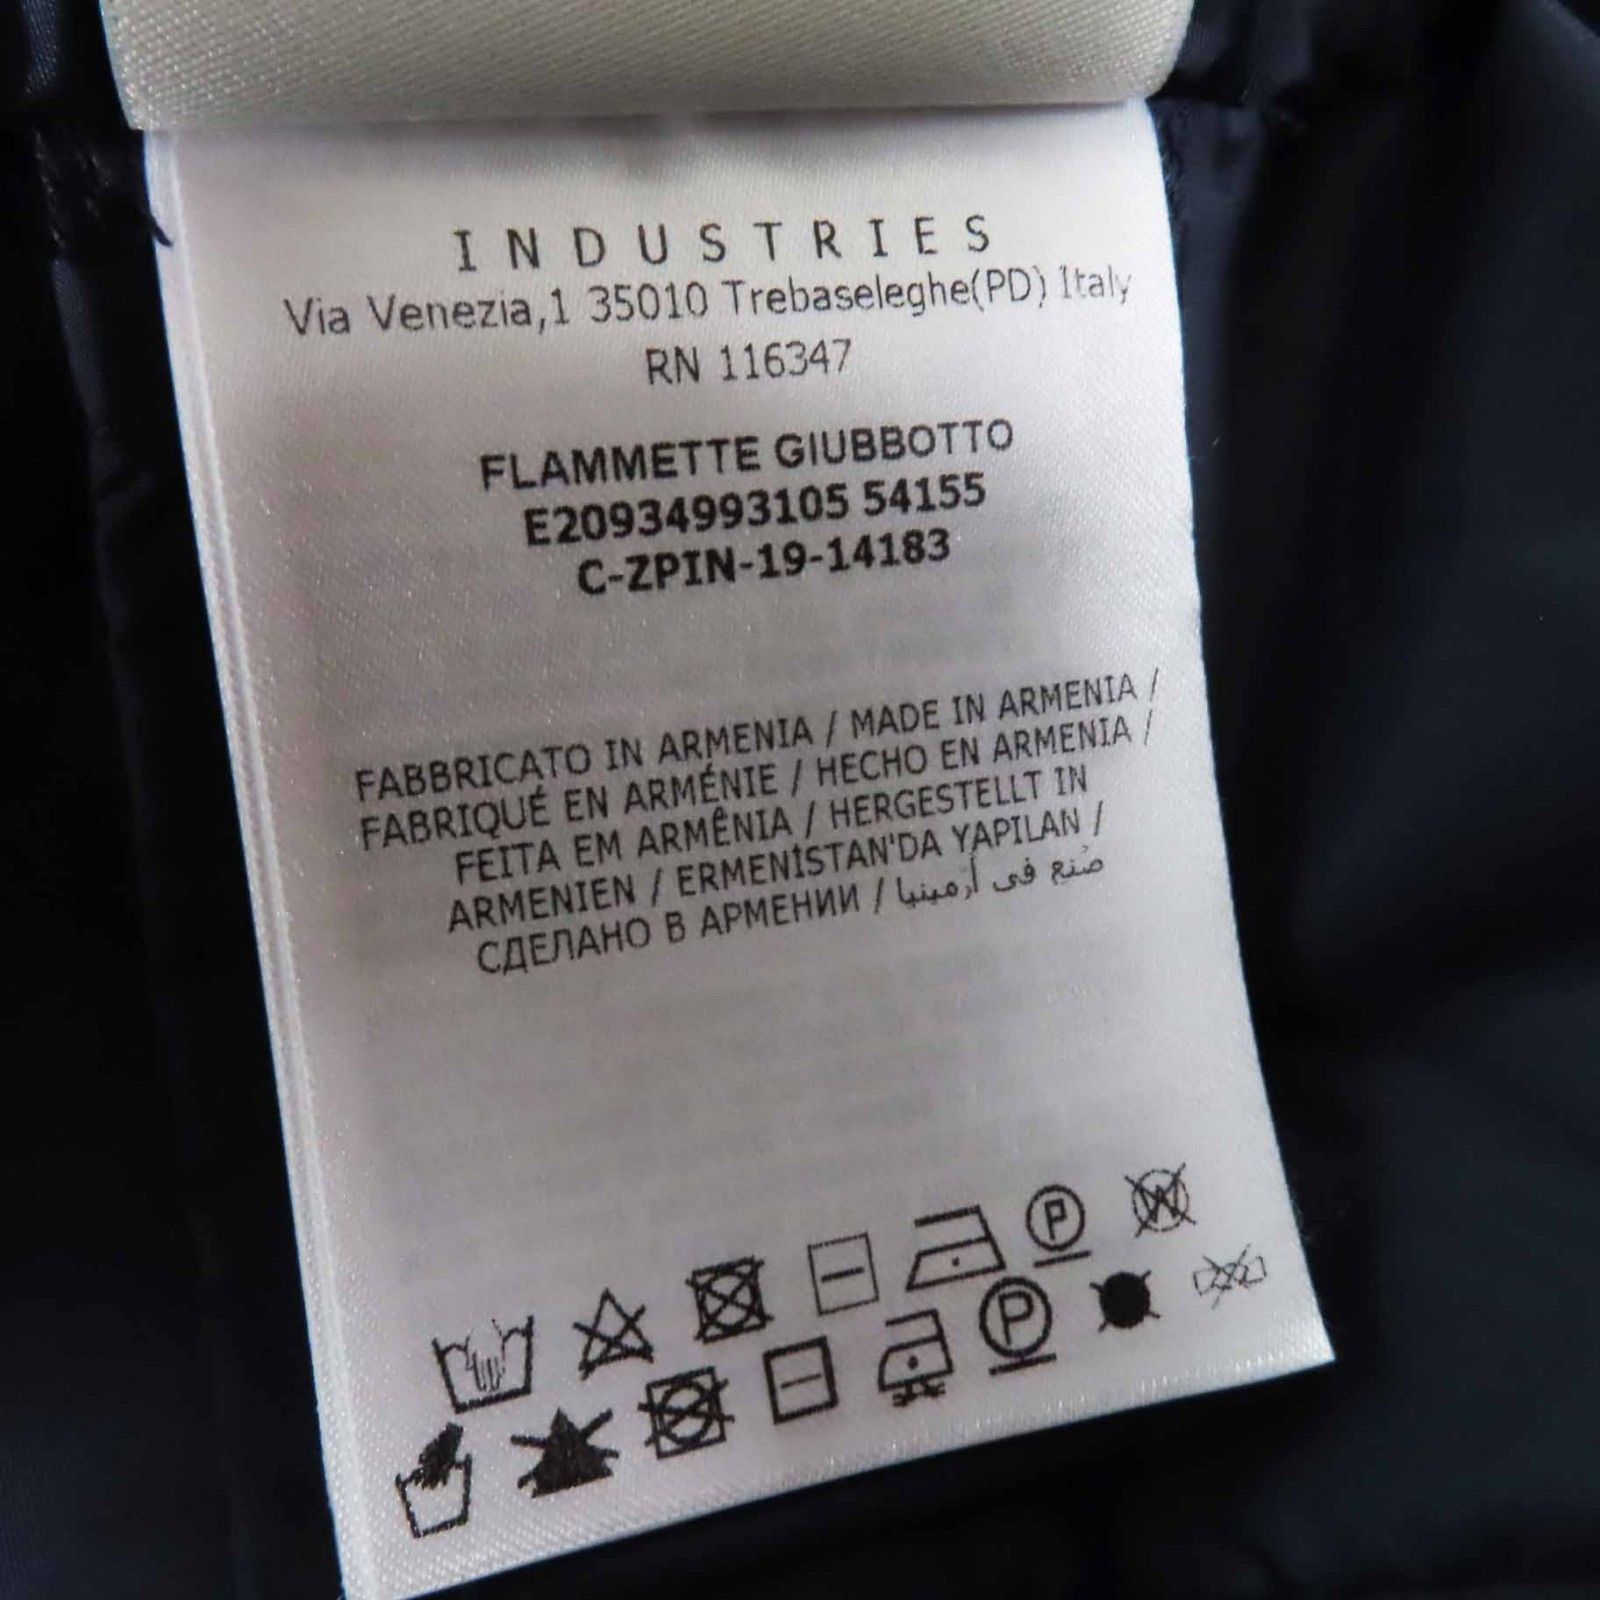 INDUSTRIES
Via Venezia,1 35010 Trebaseleghe(PD) Italy
RN 116347
FLAMMETTE GIUBBOTTO
E20934993105 54155
C-ZPIN-19-14183
FABBRICATO IN ARMENIA / MADE IN ARMENIA /
FABRIQUÉ EN ARMÉNIE / HECHO EN ARMENIA /
FEITA EM ARMÊNIA / HERGESTELLT IN
ARMENIEN / ERMENİSTAN'DA YAPILAN /
СДЕЛАНО В АРМЕНИИ / صُنع في أرمينيا
P W
P